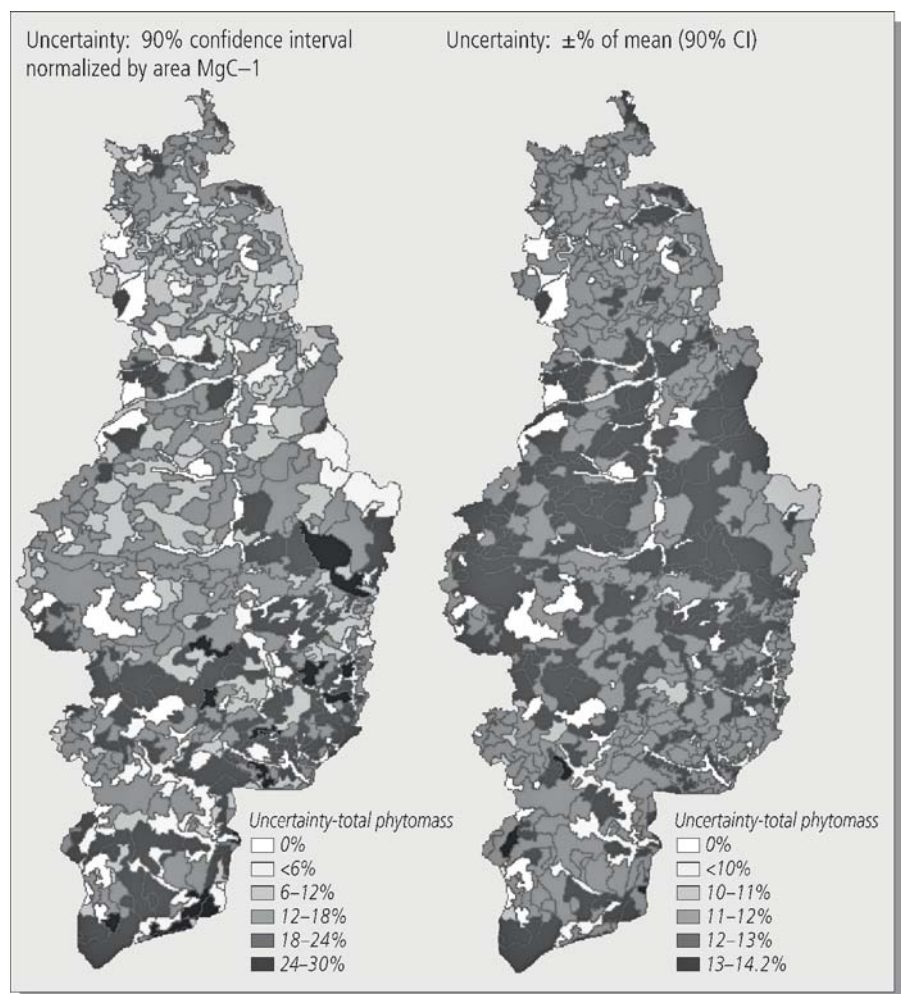 Uncertainty: 90% confidence interval
normalized by area MgC–1
Uncertainty: ±% of mean (90% CI)
Uncertainty-total phytomass
0%
<6%
6–12%
12–18%
18–24%
24–30%
Uncertainty-total phytomass
0%
<10%
10–11%
11–12%
12–13%
13–14.2%